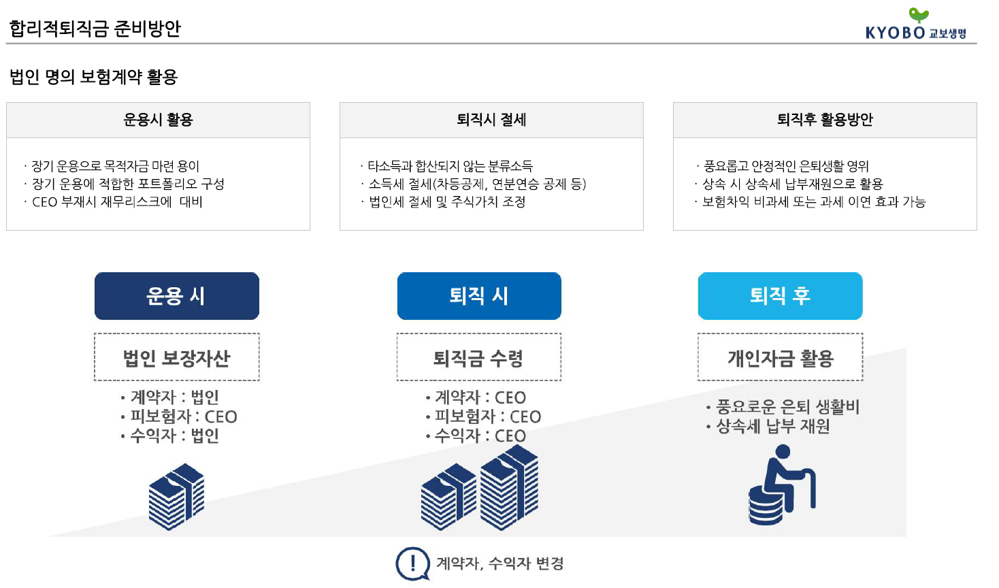 합리적퇴직금 준비방안
KYOBO 교보생명
법인 명의 보험계약 활용
운용시 활용
· 장기 운용으로 목적자금 마련 용이
· 장기 운용에 적합한 포트폴리오 구성
· CEO 부재시 재무리스크에 대비
퇴직시 절세
· 타소득과 합산되지 않는 분류소득
· 소득세 절세(차등공제, 연분연승 공제 등)
· 법인세 절세 및 주식가치 조정
퇴직후 활용방안
· 풍요롭고 안정적인 은퇴생활 영위
· 상속 시 상속세 납부재원으로 활용
· 보험차익 비과세 또는 과세 이연 효과 가능
운용 시
법인 보장자산
• 계약자 : 법인
• 피보험자 : CEO
• 수익자 : 법인
퇴직 시
퇴직금 수령
• 계약자 : CEO
• 피보험자 : CEO
• 수익자 : CEO
퇴직 후
개인자금 활용
• 풍요로운 은퇴 생활비
• 상속세 납부 재원
! 계약자, 수익자 변경